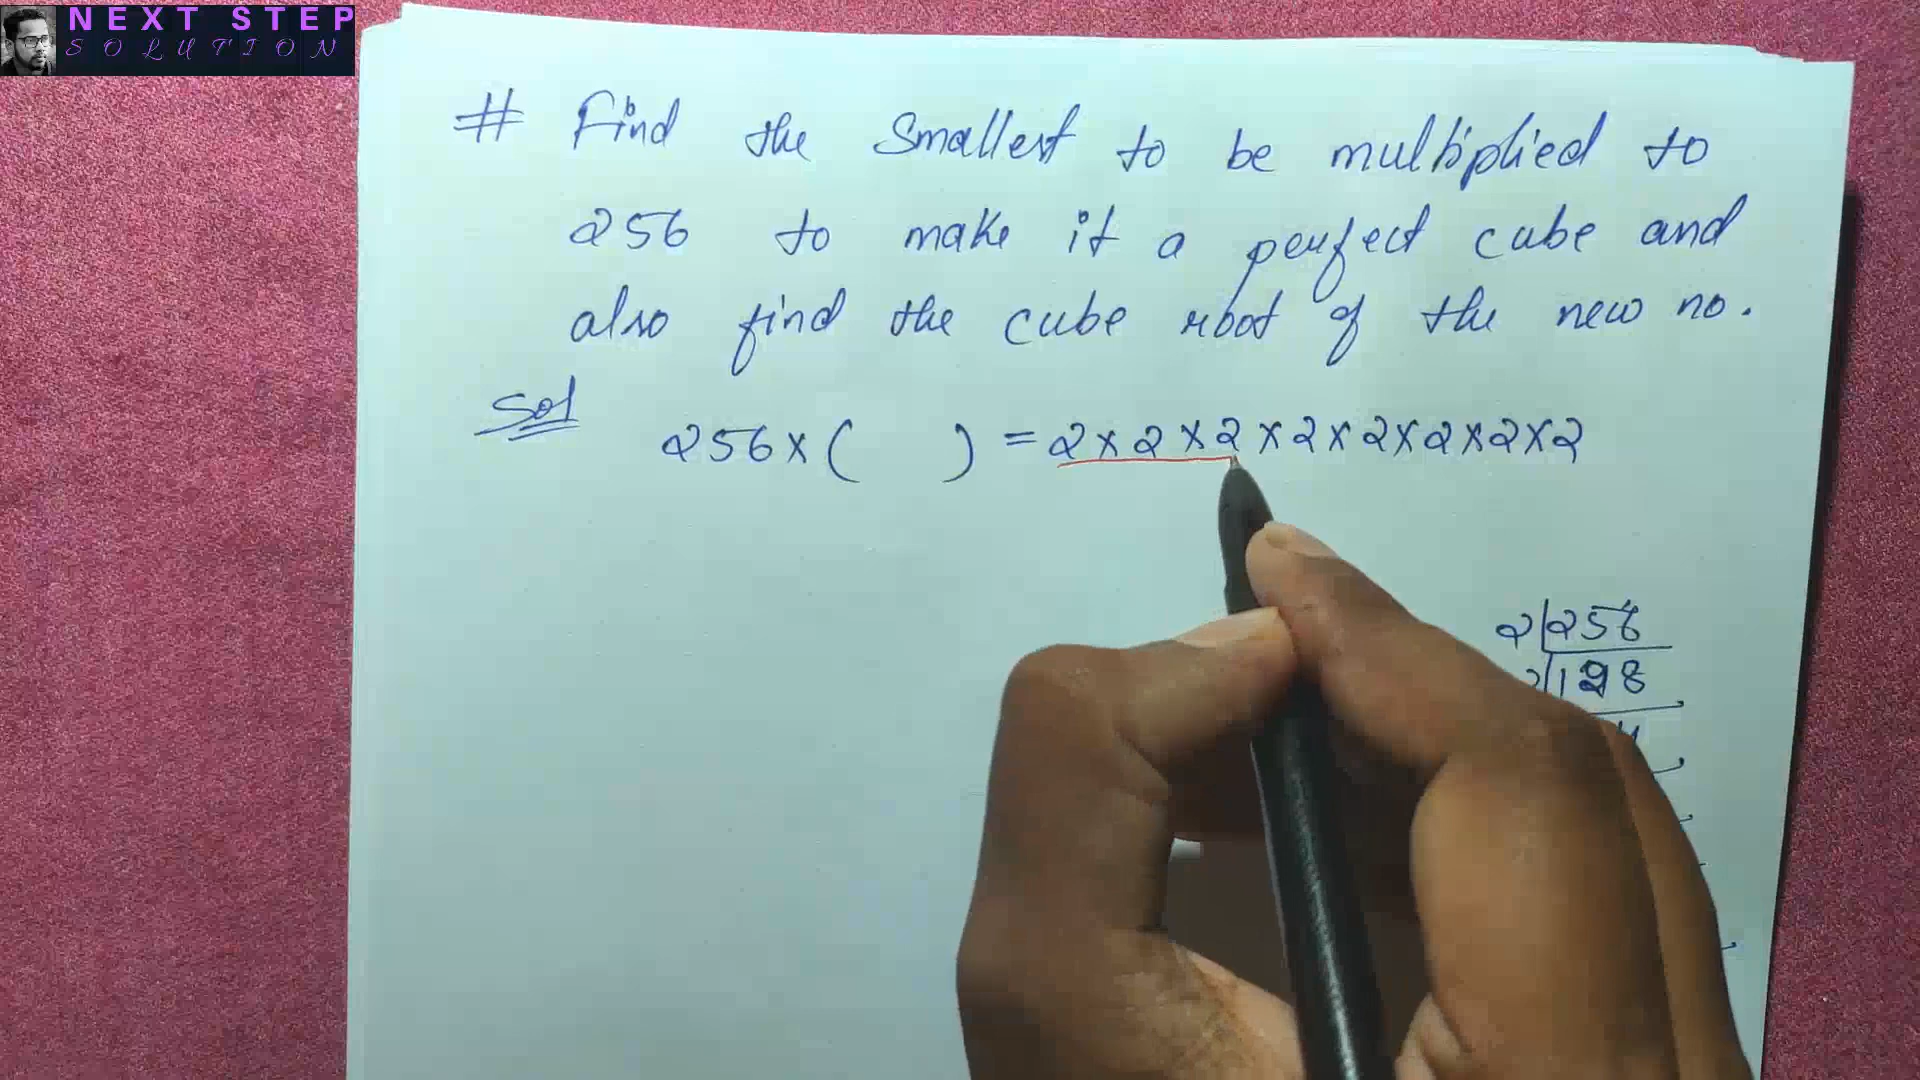 NEXT STEP
SOLUTION
# Find the Smallest to be multiplied to
256 to make it a perfect cube and
also find the cube root of the new no.
Sol 256 × ( ) = 2 × 2 × 2 × 2 × 2 × 2 × 2 × 2
2 256
128